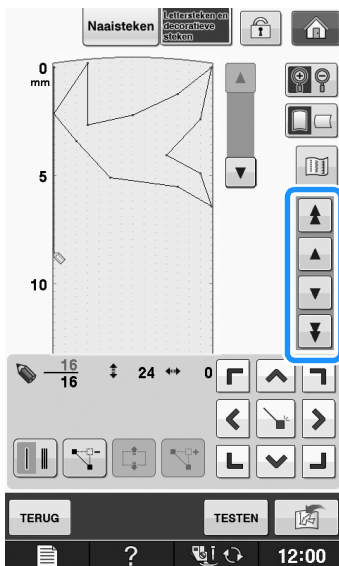 Naaisteken
Lettersteken en
decoratieve
steken
0
mm
5
10
16
16
24
0
TERUG
TESTEN
?
12:00